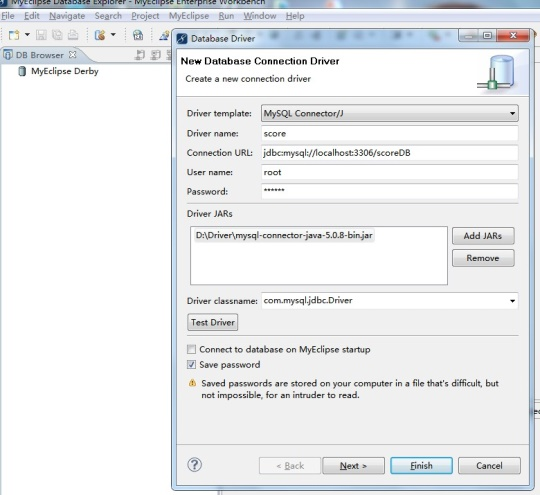 MyEclipse Database Explorer - MyEclipse Enterprise Workbench
File Edit Navigate Search Project MyEclipse Run Window Help
DB Browser
MyEclipse Derby
Database Driver
New Database Connection Driver
Create a new connection driver
Driver template: MySQL Connector/J
Driver name: score
Connection URL: jdbc:mysql://localhost:3306/scoreDB
User name: root
Password: ******
Driver JARs
D:\Driver\mysql-connector-java-5.0.8-bin.jar
Add JARs
Remove
Driver classname: com.mysql.jdbc.Driver
Test Driver
Connect to database on MyEclipse startup
Save password
Saved passwords are stored on your computer in a file that's difficult, but
not impossible, for an intruder to read.
? < Back Next > Finish Cancel